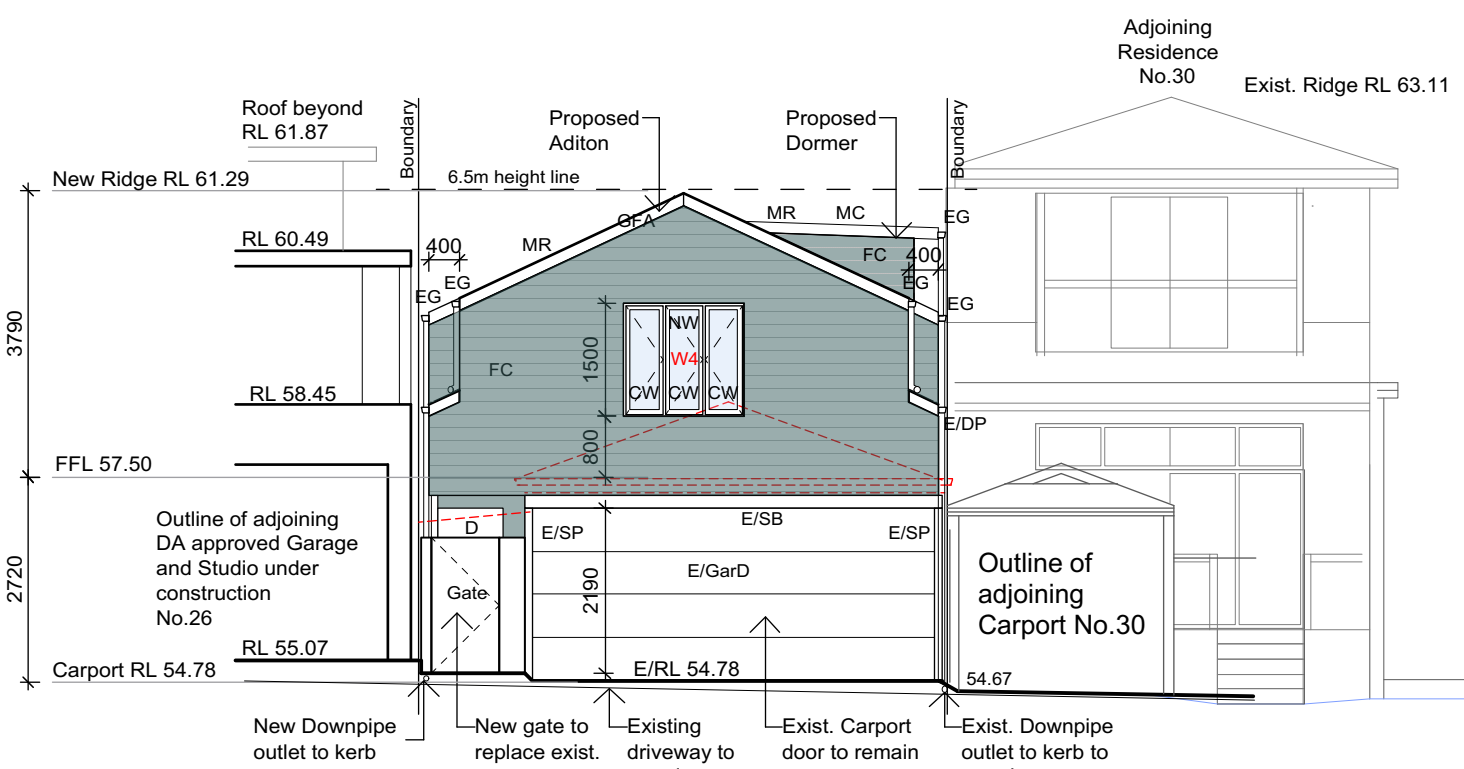 Adjoining
Residence
No.30
Exist. Ridge RL 63.11
Roof beyond
RL 61.87
Boundary
Proposed
Aditon
Proposed
Dormer
Boundary
New Ridge RL 61.29
6.5m height line
GFA
MR
MC
EG
RL 60.49
400
MR
FC
400
EG
EG
EG
EG
3790
1500
NW
W4
FC
CW
CW
CW
RL 58.45
E/DP
800
FFL 57.50
Outline of adjoining
DA approved Garage
and Studio under
construction
No.26
D
E/SP
E/SB
E/SP
2720
2190
Gate
E/GarD
Outline of
adjoining
Carport No.30
RL 55.07
Carport RL 54.78
E/RL 54.78
54.67
New Downpipe
outlet to kerb
New gate to
replace exist.
Existing
driveway to
Exist. Carport
door to remain
Exist. Downpipe
outlet to kerb to